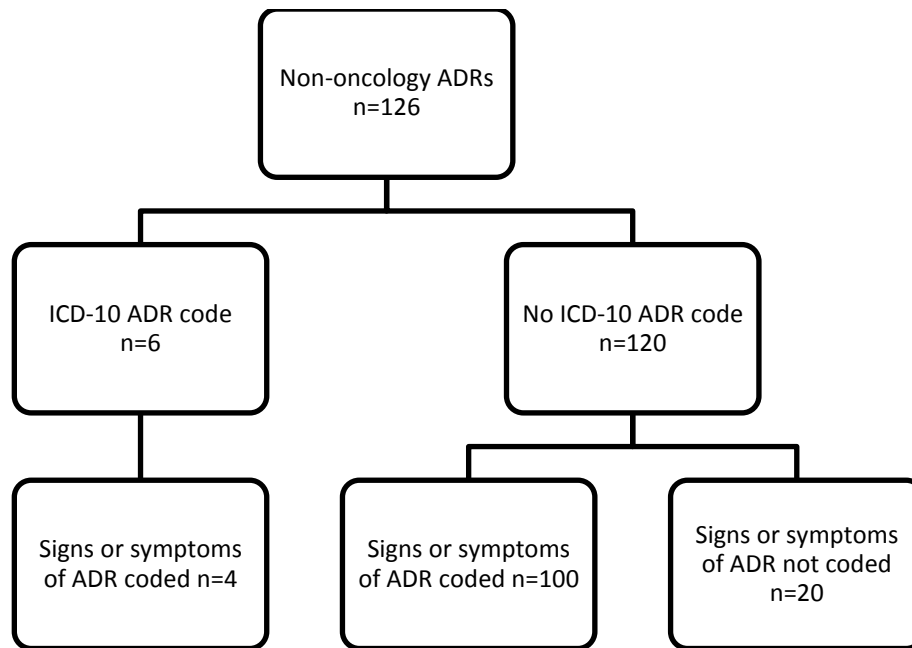 Non-oncology ADRs
n=126
ICD-10 ADR code
n=6
No ICD-10 ADR code
n=120
Signs or symptoms
of ADR coded n=4
Signs or symptoms
of ADR coded n=100
Signs or symptoms
of ADR not coded
n=20